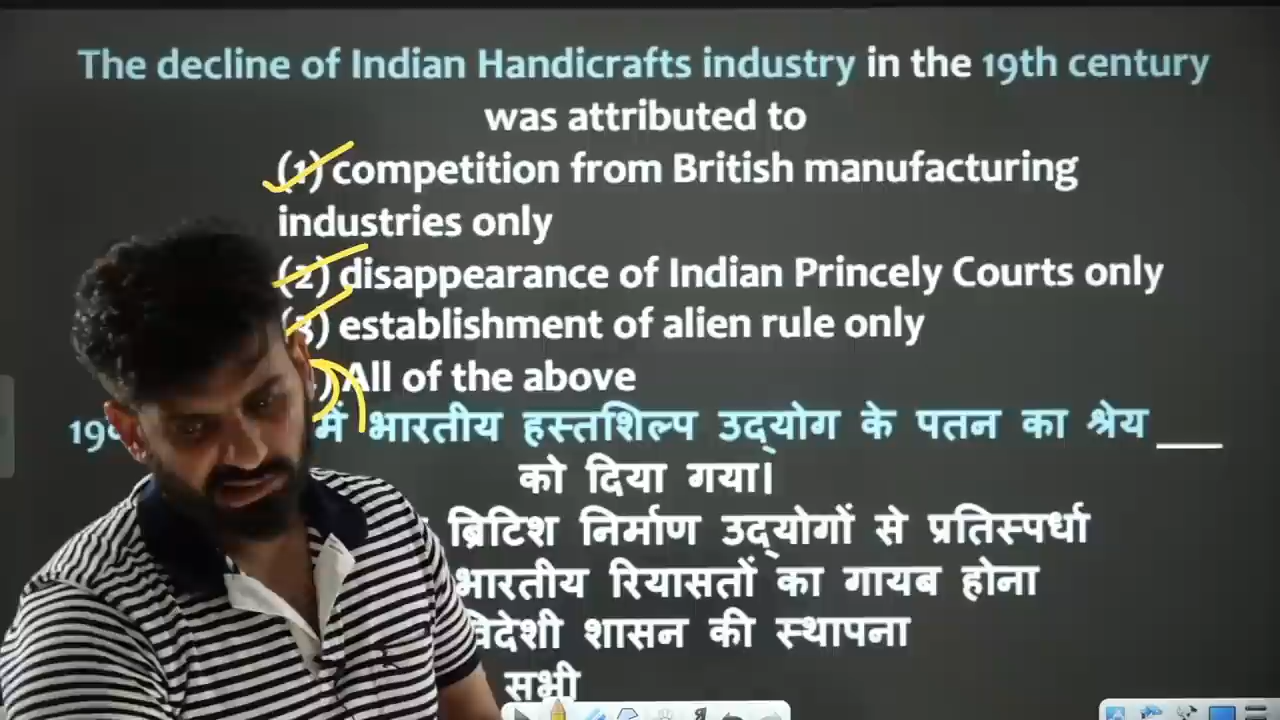 The decline of Indian Handicrafts industry in the 19th century
was attributed to
(1) competition from British manufacturing
industries only
(2) disappearance of Indian Princely Courts only
(3) establishment of alien rule only
) All of the above
में भारतीय हस्तशिल्प उद्योग के पतन का श्रेय ___
को दिया गया।
ब्रिटिश निर्माण उद्योगों से प्रतिस्पर्धा
भारतीय रियासतों का गायब होना
विदेशी शासन की स्थापना
सभी